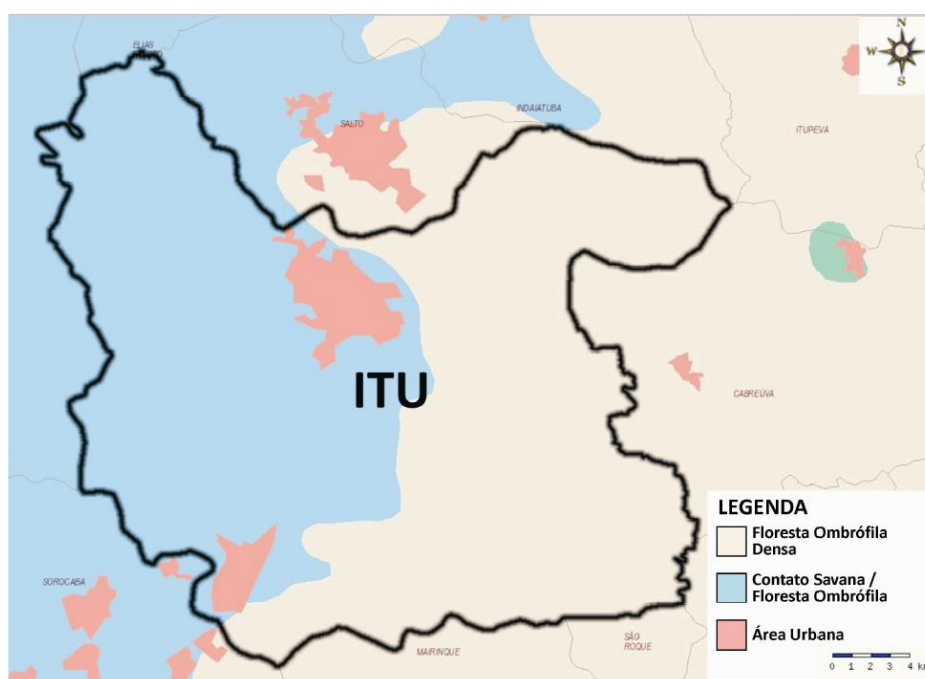 ELIAS
N
W
E
S
INDAIATUBA
SALTO
ITUPEVA
ITU
CABREÚVA
LEGENDA
Floresta Ombrófila
Densa
Contato Savana /
Floresta Ombrófila
Área Urbana
SOROCABA
MAIRINQUE
SÃO
ROQUE
0 1 2 3 4 km